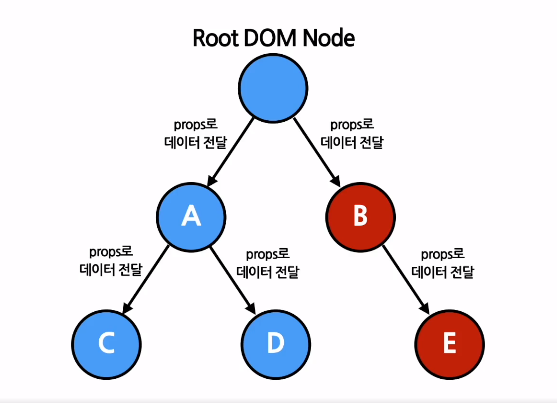 Root DOM Node
props로
데이터 전달
props로
데이터 전달
A
B
props로
데이터 전달
props로
데이터 전달
props로
데이터 전달
C
D
E